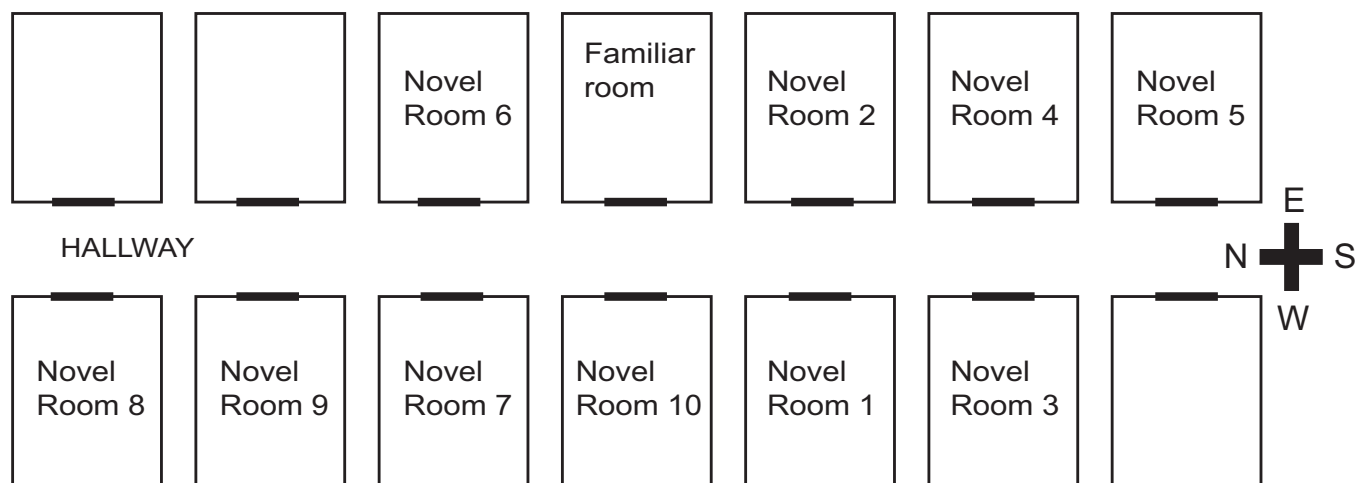 Novel
Room 6
Familiar
room
Novel
Room 2
Novel
Room 4
Novel
Room 5
HALLWAY
E
N S
W
Novel
Room 8
Novel
Room 9
Novel
Room 7
Novel
Room 10
Novel
Room 1
Novel
Room 3